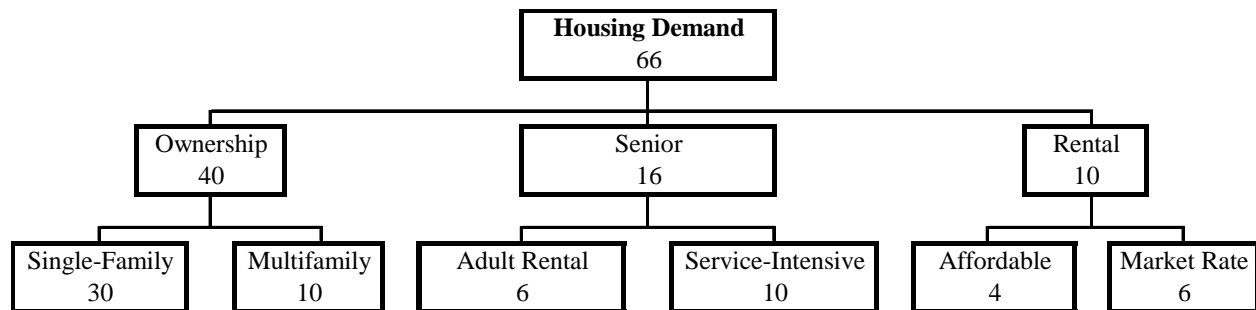 Housing Demand
66
Ownership
40
Senior
16
Rental
10
Single-Family
30
Multifamily
10
Adult Rental
6
Service-Intensive
10
Affordable
4
Market Rate
6